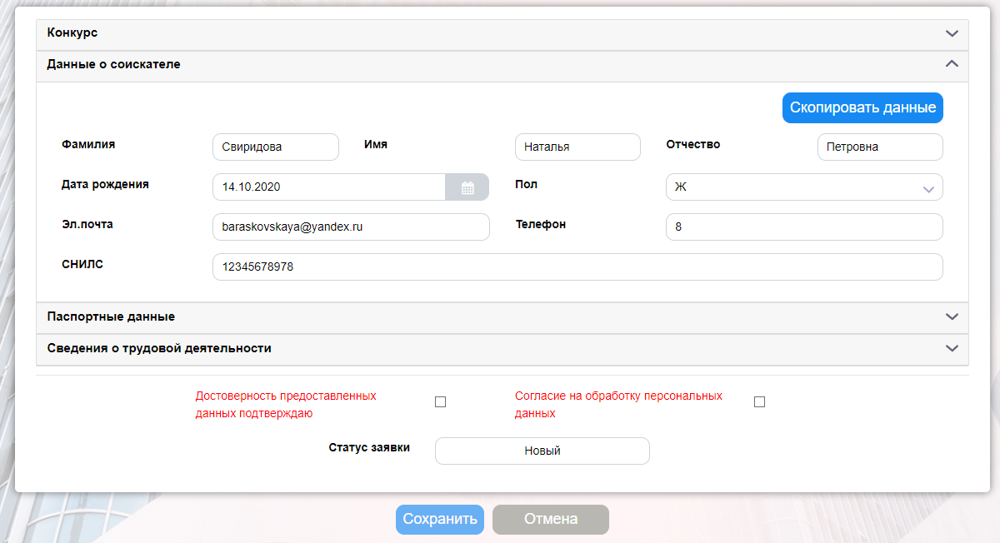 Конкурс
Данные о соискателе
Скопировать данные
Фамилия Свиридова Имя Наталья Отчество Петровна
Дата рождения 14.10.2020 Пол Ж
Эл.почта baraskovskaya@yandex.ru Телефон 8
СНИЛС 12345678978
Паспортные данные
Сведения о трудовой деятельности
Достоверность предоставленных
данных подтверждаю
Согласие на обработку персональных
данных
Статус заявки Новый
Сохранить Отмена